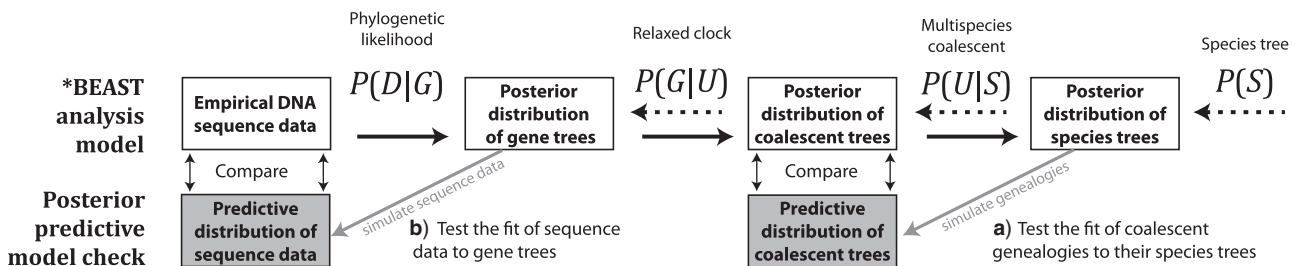 Phylogenetic
likelihood
Relaxed clock
Multispecies
coalescent
Species tree
*BEAST
analysis
model
Empirical DNA
sequence data
P(D|G)
Posterior
distribution
of gene trees
P(G|U)
Posterior
distribution of
coalescent trees
P(U|S)
Posterior
distribution of
species trees
P(S)
Compare
simulate sequence data
Compare
simulate genealogies
Posterior
predictive
model check
Predictive
distribution of
sequence data
b) Test the fit of sequence
data to gene trees
Predictive
distribution of
coalescent trees
a) Test the fit of coalescent
genealogies to their species trees